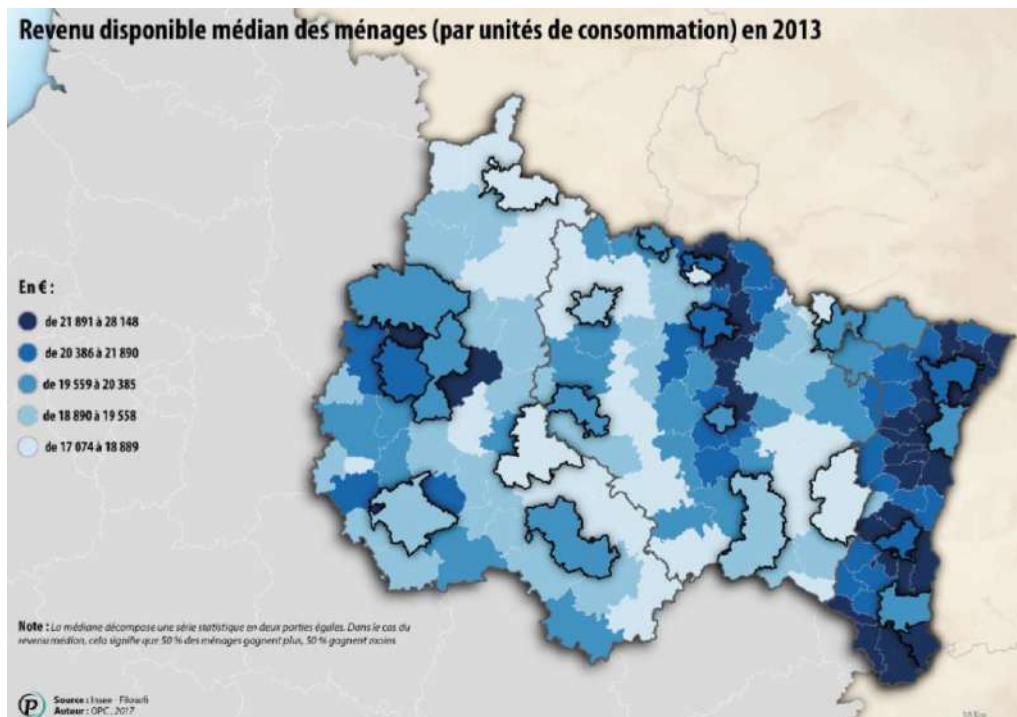 Revenu disponible médian des ménages (par unités de consommation) en 2013
En € :
de 21 891 à 28 148
de 20 386 à 21 890
de 19 559 à 20 385
de 18 890 à 19 558
de 17 074 à 18 889
Note : La médiane décompose une série statistique en deux parties égales. Dans le cas du
revenu médian, cela signifie que 50 % des ménages gagnent plus, 50 % gagnent moins
P
Source : Insee - Filosofi
Auteur : OPC, 2017